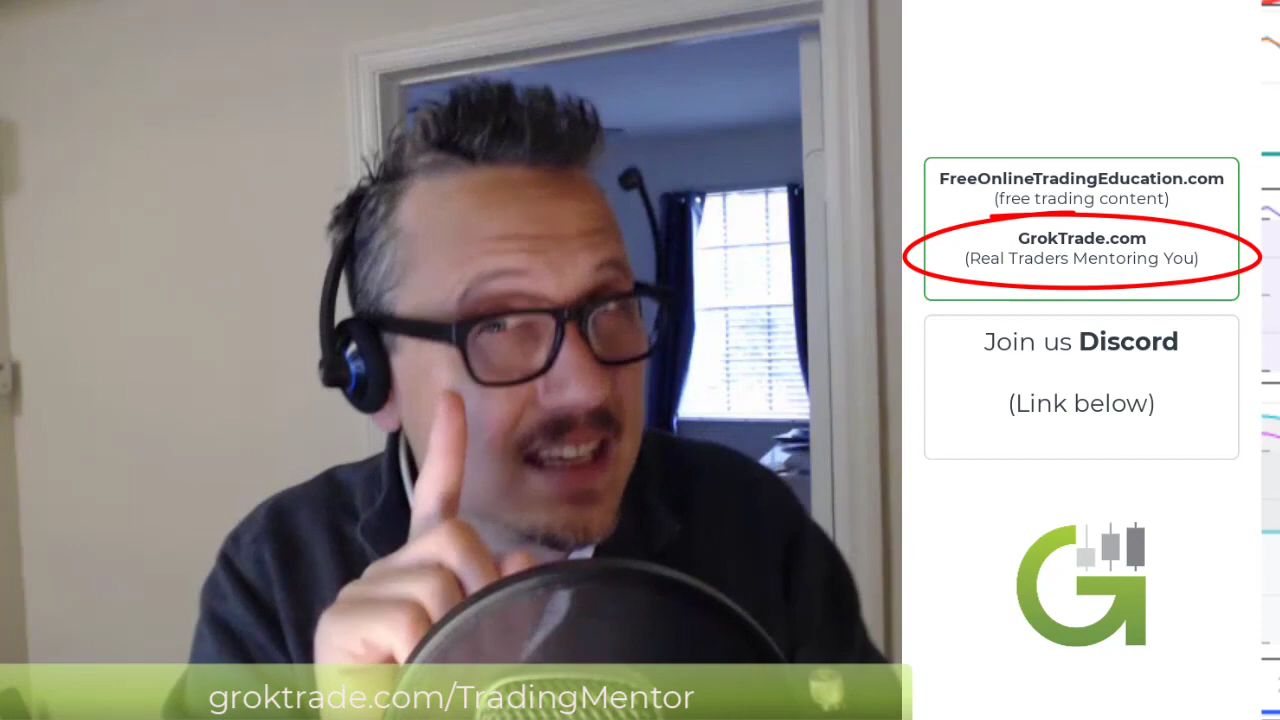 FreeOnlineTradingEducation.com
(free trading content)
GrokTrade.com
(Real Traders Mentoring You)
Join us Discord
(Link below)
groktrade.com/TradingMentor